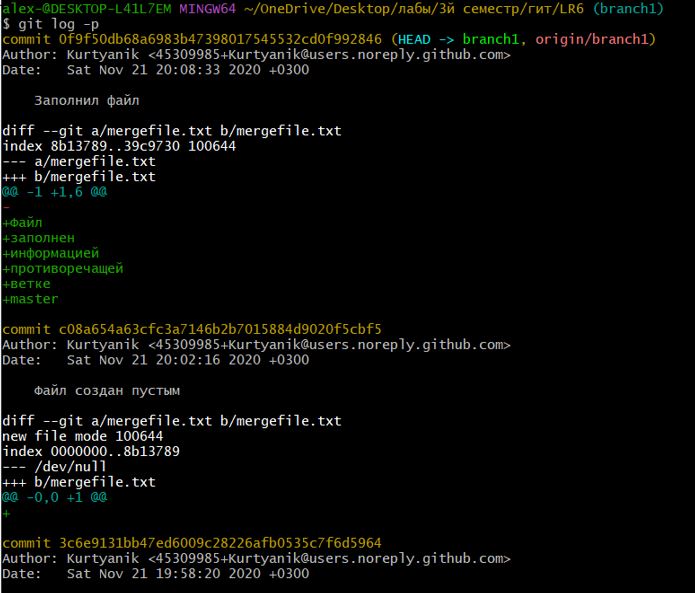 alex-@DESKTOP-L41L7EM MINGW64 ~/OneDrive/Desktop/лабы/3й семестр/гит/LR6 (branch1)
$ git log -p
commit 0f9f50db68a6983b47398017545532cd0f992846 (HEAD -> branch1, origin/branch1)
Author: Kurtyanik <45309985+Kurtyanik@users.noreply.github.com>
Date:   Sat Nov 21 20:08:33 2020 +0300
    Заполнил файл
diff --git a/mergefile.txt b/mergefile.txt
index 8b13789..39c9730 100644
--- a/mergefile.txt
+++ b/mergefile.txt
@@ -1 +1,6 @@
-
+Файл
+заполнен
+информацией
+противоречащей
+ветке
+master
commit c08a654a63cfc3a7146b2b7015884d9020f5cbf5
Author: Kurtyanik <45309985+Kurtyanik@users.noreply.github.com>
Date:   Sat Nov 21 20:02:16 2020 +0300
    Файл создан пустым
diff --git a/mergefile.txt b/mergefile.txt
new file mode 100644
index 0000000..8b13789
--- /dev/null
+++ b/mergefile.txt
@@ -0,0 +1 @@
+
commit 3c6e9131bb47ed6009c28226afb0535c7f6d5964
Author: Kurtyanik <45309985+Kurtyanik@users.noreply.github.com>
Date:   Sat Nov 21 19:58:20 2020 +0300